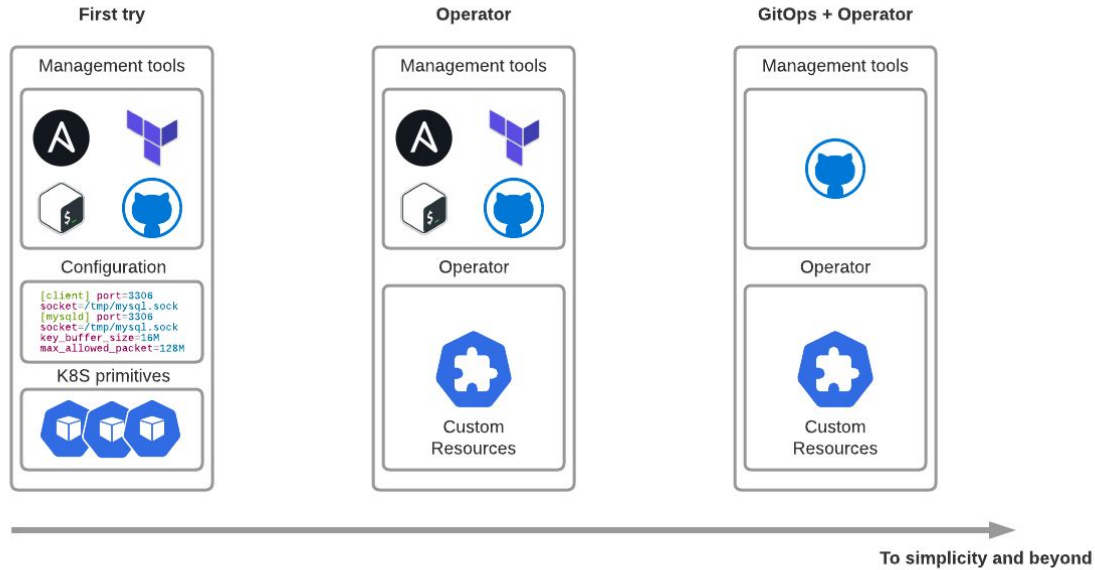 First try
Management tools
Configuration
[client] port=3306
socket=/tmp/mysql.sock
[mysqld] port=3306
socket=/tmp/mysql.sock
key_buffer_size=16M
max_allowed_packet=128M
K8S primitives
Operator
Management tools
Operator
Custom
Resources
GitOps + Operator
Management tools
Operator
Custom
Resources
To simplicity and beyond